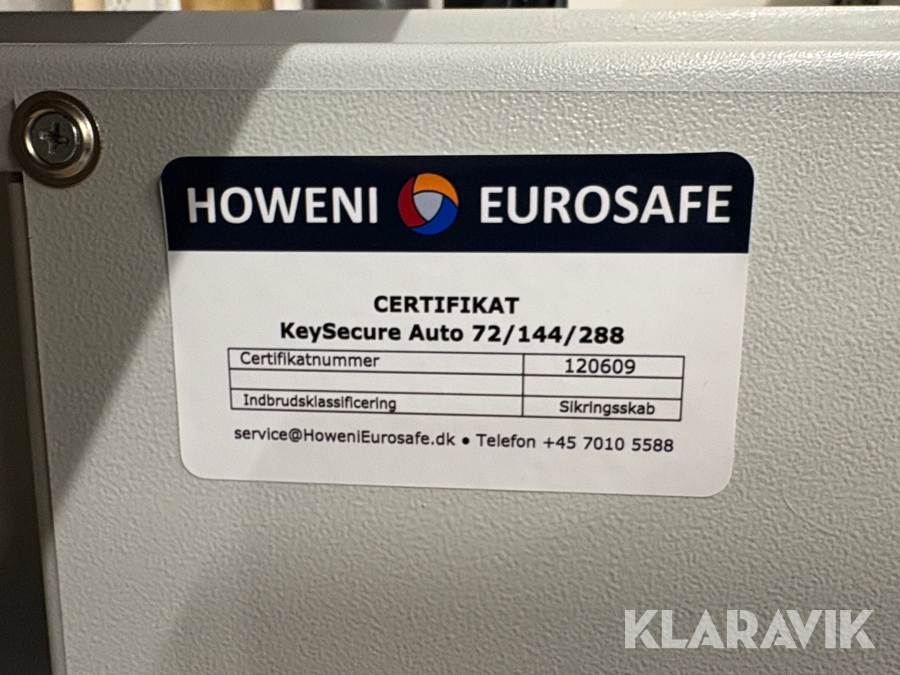 HOWENI EUROSAFE
CERTIFIKAT
KeySecure Auto 72/144/288
Certifikatnummer 120609
Indbrudsklassificering Sikringsskab
service@HoweniEurosafe.dk • Telefon +45 7010 5588
KLARAVIK